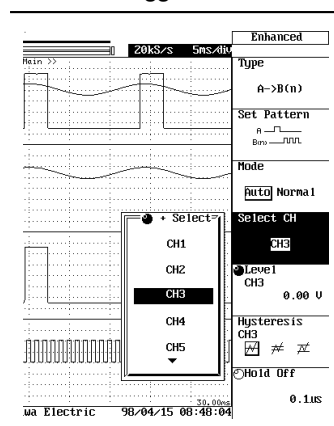 Enhanced
20kS/s 5ms/div
Main >>
Type
A->B(n)
Set Pattern
A
B(n)
Mode
Auto Normal
Select CH
CH3
+ Select
CH1
CH2
CH3
CH4
CH5
Level
CH3
0.00 V
Hysteresis
CH3
Hold Off
0.1us
30.00ms
wa Electric 98/04/15 08:48:04